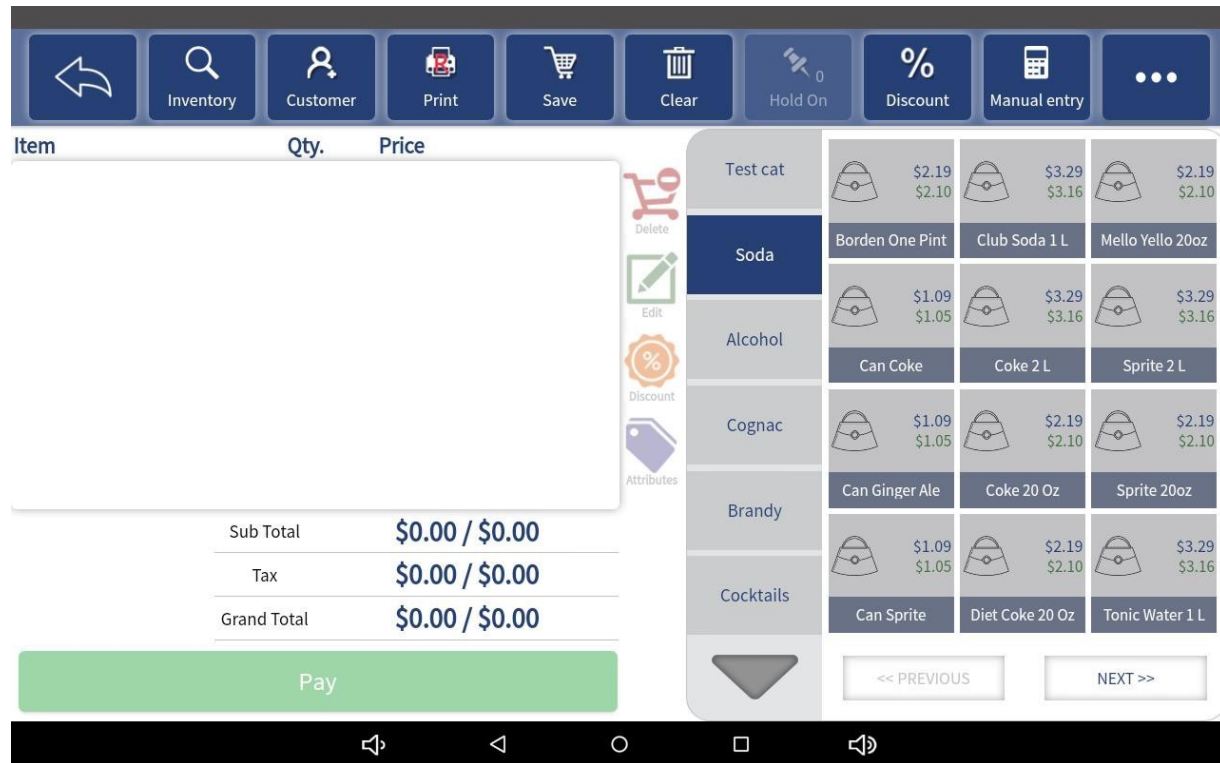 Inventory
Customer
R
Print
Save
Clear
0
Hold On
%
Discount
Manual entry
Item Qty. Price
Delete
Edit
%
Discount
Attributes
Sub Total $0.00 / $0.00
Tax $0.00 / $0.00
Grand Total $0.00 / $0.00
Pay
Test cat
Soda
Alcohol
Cognac
Brandy
Cocktails
$2.19
$2.10
Borden One Pint
$3.29
$3.16
Club Soda 1 L
$2.19
$2.10
Mello Yello 20oz
$1.09
$1.05
Can Coke
$3.29
$3.16
Coke 2 L
$3.29
$3.16
Sprite 2 L
$1.09
$1.05
Can Ginger Ale
$2.19
$2.10
Coke 20 Oz
$2.19
$2.10
Sprite 20oz
$1.09
$1.05
Can Sprite
$2.19
$2.10
Diet Coke 20 Oz
$3.29
$3.16
Tonic Water 1 L
<< PREVIOUS
NEXT >>